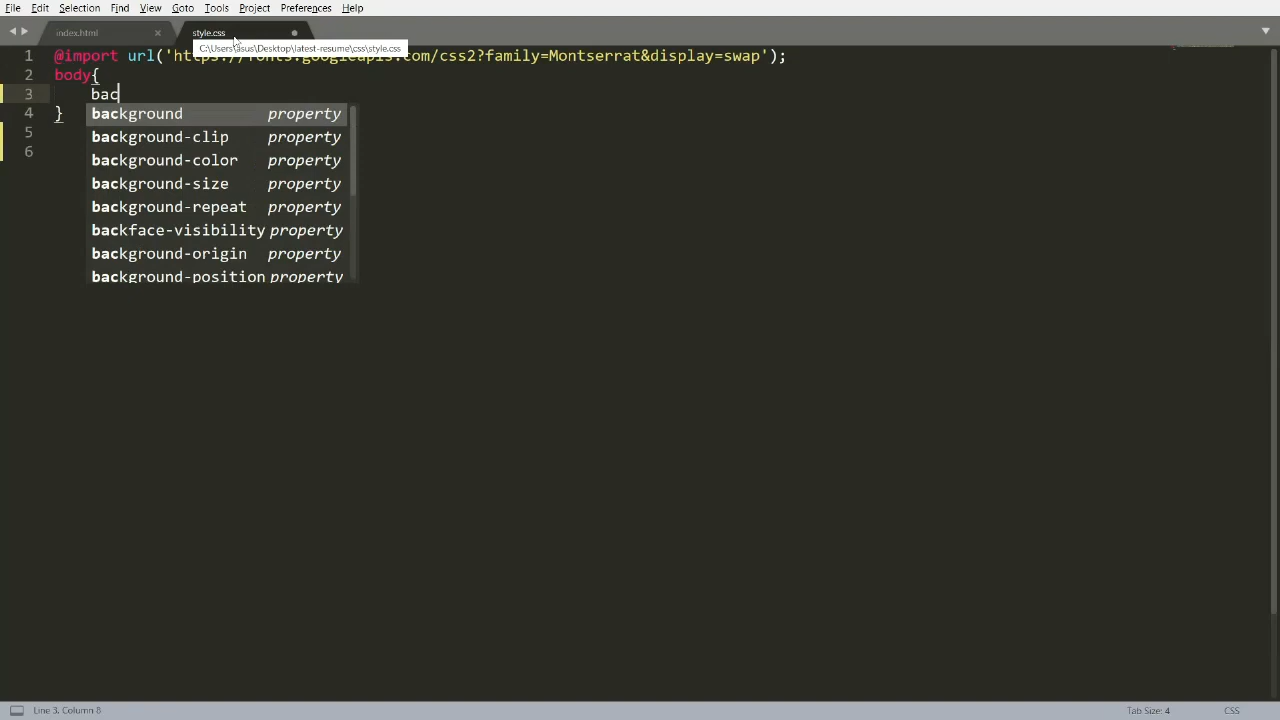 File Edit Selection Find View Goto Tools Project Preferences Help
index.html style.css
C:\Users\asus\Desktop\latest-resume\css\style.css
1 @import url('https://fonts.googleapis.com/css2?family=Montserrat&display=swap');
2 body{
3 bac
4 }
background property
background-clip property
5
background-color property
6
background-size property
background-repeat property
backface-visibility property
background-origin property
background-position property
Line 3, Column 8 Tab Size: 4 CSS